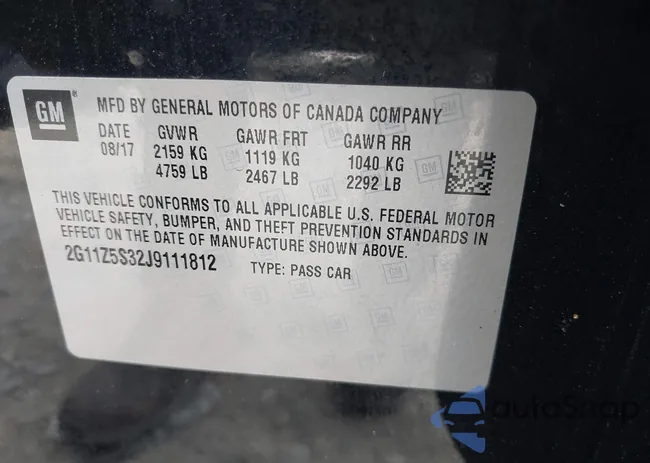 GM
®
MFD BY GENERAL MOTORS OF CANADA COMPANY
DATE GVWR GAWR FRT GAWR RR
08/17 2159 KG 1119 KG 1040 KG
4759 LB 2467 LB 2292 LB
THIS VEHICLE CONFORMS TO ALL APPLICABLE U.S. FEDERAL MOTOR
VEHICLE SAFETY, BUMPER, AND THEFT PREVENTION STANDARDS IN
EFFECT ON THE DATE OF MANUFACTURE SHOWN ABOVE.
2G11Z5S32J9111812 TYPE: PASS CAR
autoShop